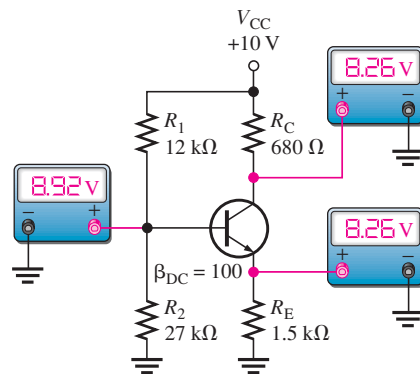 V_CC
+10 V
8.26 V
+ −
R_1
12 kΩ
R_C
680 Ω
8.92 V
− +
8.26 V
+ −
β_DC = 100
R_2
27 kΩ
R_E
1.5 kΩ